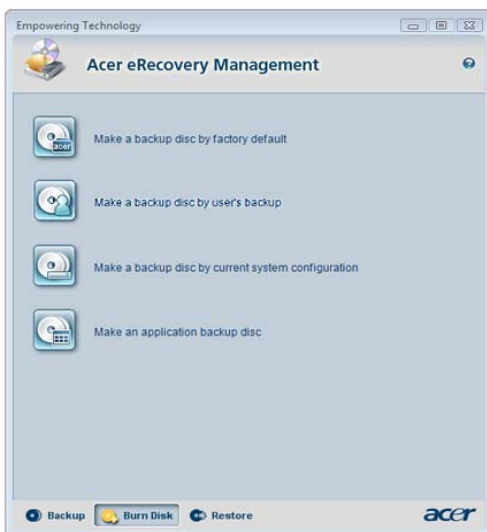 Empowering Technology
Acer eRecovery Management
acer
Make a backup disc by factory default
Make a backup disc by user's backup
Make a backup disc by current system configuration
Make an application backup disc
Backup Burn Disk Restore acer